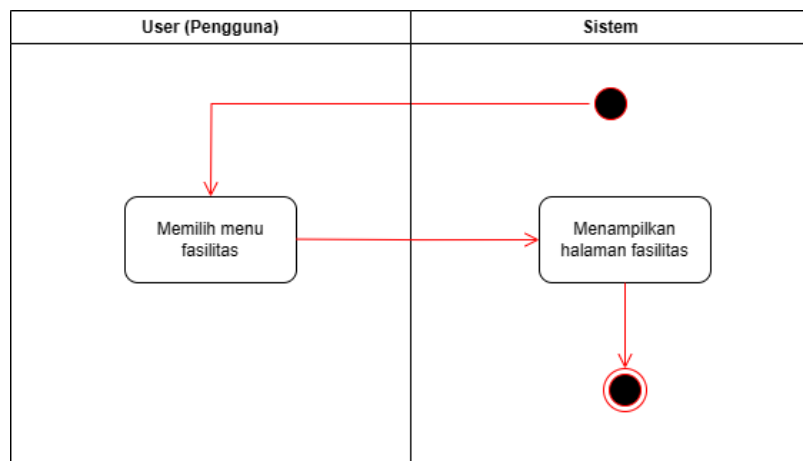 User (Pengguna)
Sistem
Memilih menu
fasilitas
Menampilkan
halaman fasilitas